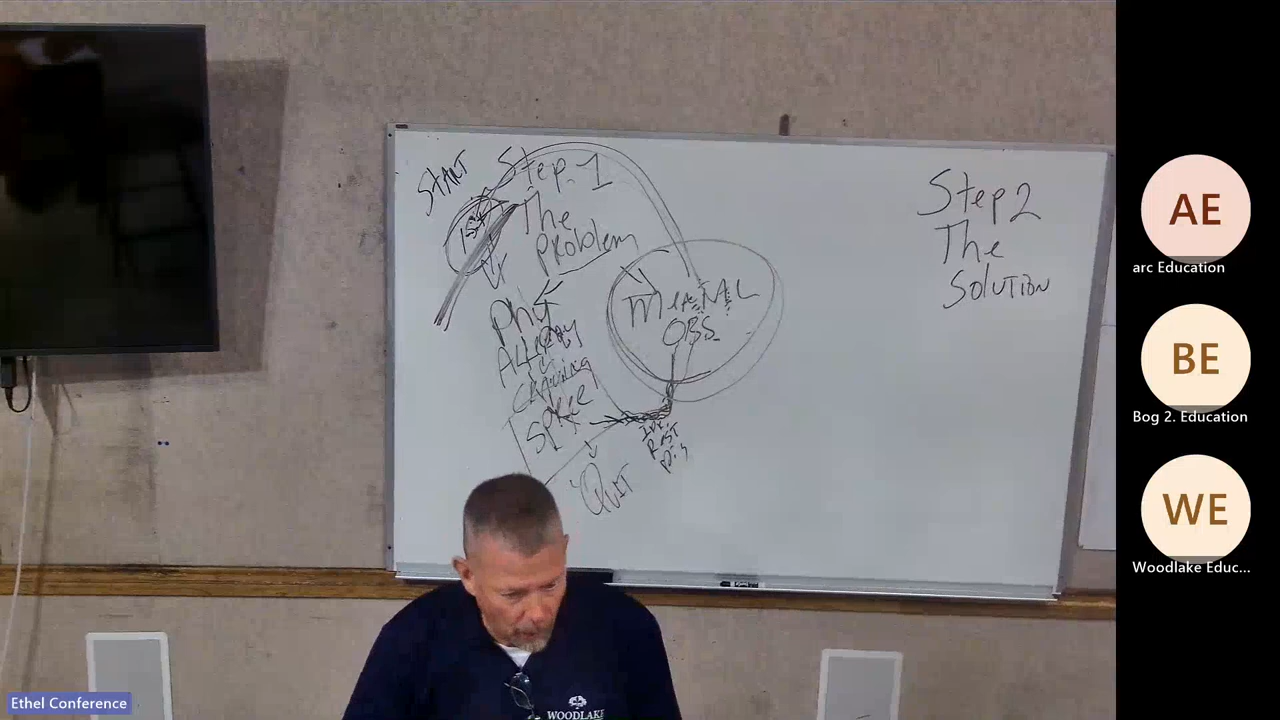 START
Step 1
1st
The
problem
Phy
Allergy
craving
spree
Quit
Mental
OBS.
Step 2
The
Solution
WOODLAKE
Ethel Conference
AE
arc Education
BE
Bog 2. Education
WE
Woodlake Educ...